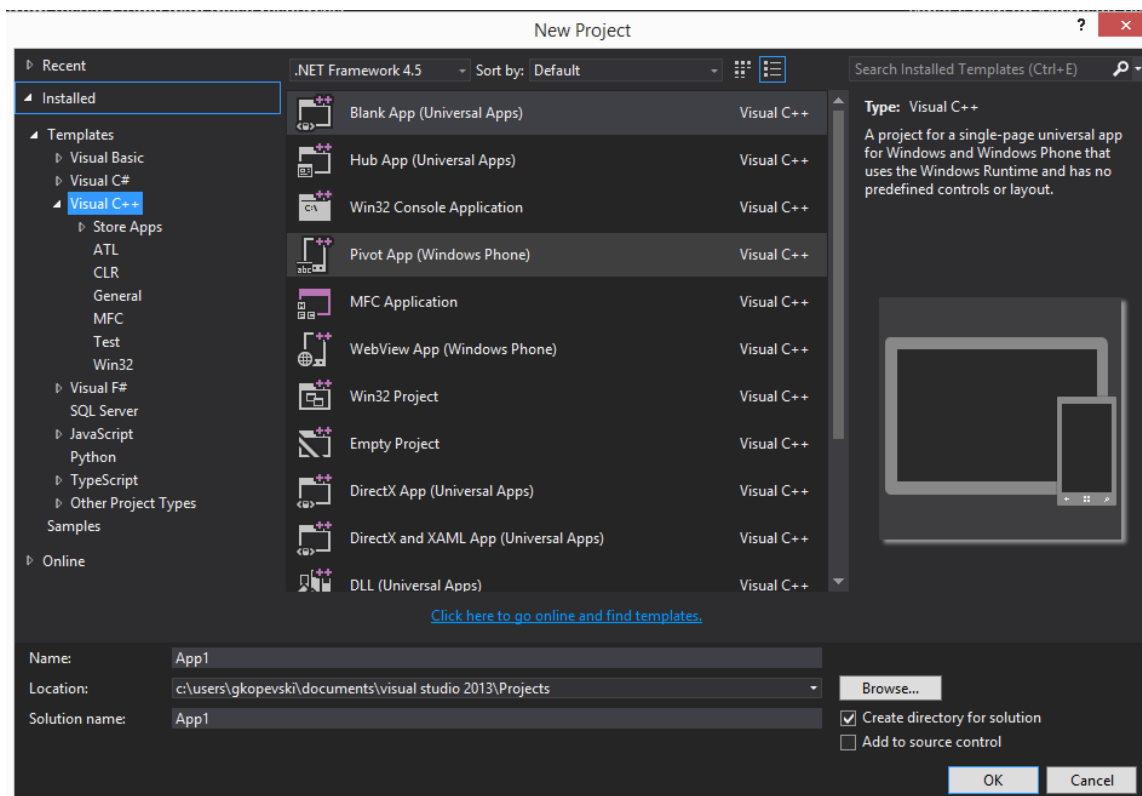 New Project
?
Recent
Installed
Templates
Visual Basic
Visual C#
Visual C++
Store Apps
ATL
CLR
General
MFC
Test
Win32
Visual F#
SQL Server
JavaScript
Python
TypeScript
Other Project Types
Samples
Online
.NET Framework 4.5 Sort by: Default
Blank App (Universal Apps) Visual C++
Hub App (Universal Apps) Visual C++
Win32 Console Application Visual C++
Pivot App (Windows Phone) Visual C++
MFC Application Visual C++
WebView App (Windows Phone) Visual C++
Win32 Project Visual C++
Empty Project Visual C++
DirectX App (Universal Apps) Visual C++
DirectX and XAML App (Universal Apps) Visual C++
DLL (Universal Apps) Visual C++
Click here to go online and find templates.
Search Installed Templates (Ctrl+E)
Type: Visual C++
A project for a single-page universal app
for Windows and Windows Phone that
uses the Windows Runtime and has no
predefined controls or layout.
Name: App1
Location: c:\users\gkopevski\documents\visual studio 2013\Projects
Solution name: App1
Browse...
Create directory for solution
Add to source control
OK Cancel